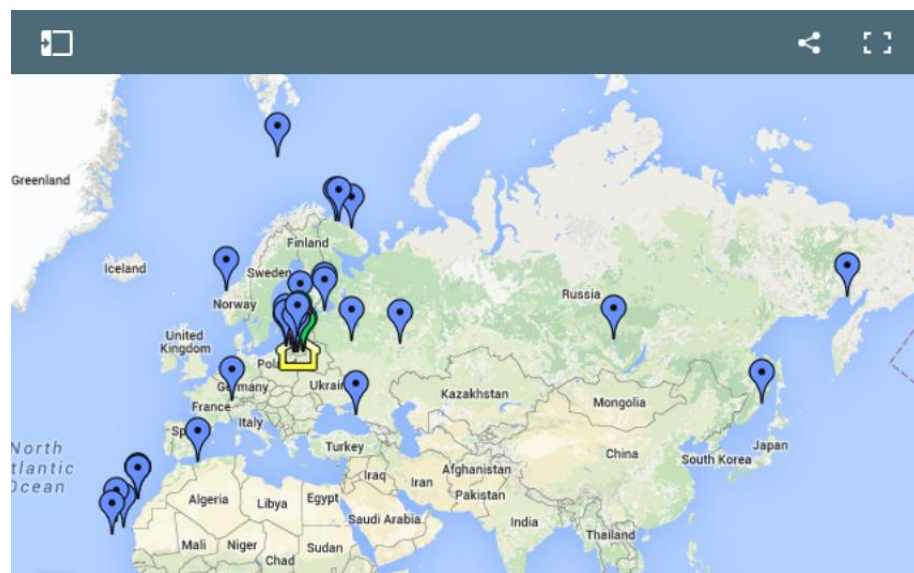 Greenland
Iceland
Finland
Sweden
Norway
Russia
United
Kingdom
Pola
Germany
Ukrain
France
Kazakhstan
Mongolia
Italy
Sp
North
tlantic
Ocean
Turkey
China
Japan
South Korea
Iraq
Iran
Afghanistan
Pakistan
Algeria
Libya
Egypt
Saudi Arabia
India
Thailand
Mali
Niger
Chad
Sudan